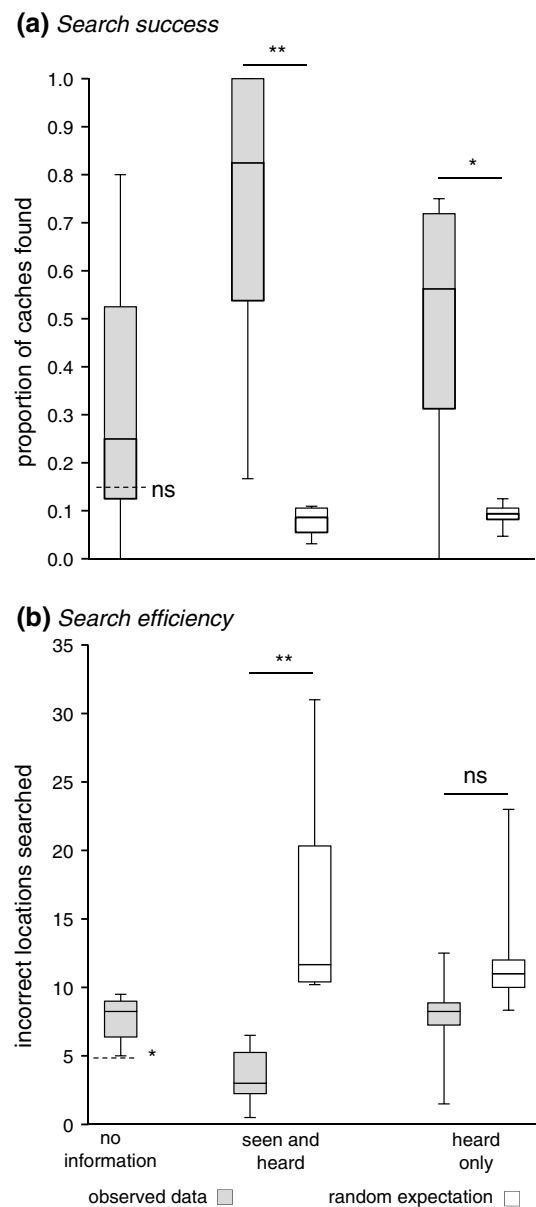 (a) Search success
**
1.0
0.9
0.8
0.7
0.6
0.5
0.4
0.3
0.2
0.1
0.0
proportion of caches found
*
ns
(b) Search efficiency
35
30
25
20
15
10
5
0
incorrect locations searched
**
ns
*
no
information
seen and
heard
heard
only
observed data
random expectation